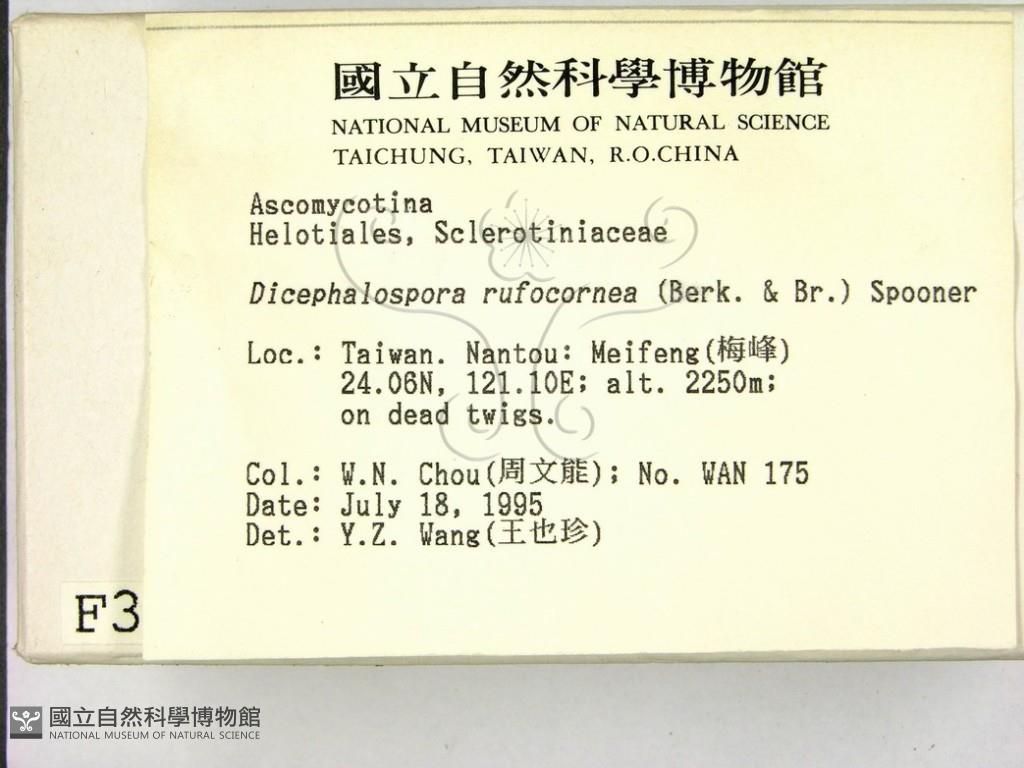 國立自然科學博物館
NATIONAL MUSEUM OF NATURAL SCIENCE
TAICHUNG, TAIWAN, R.O.CHINA
Ascomycotina
Helotiales, Sclerotiniaceae
Dicephalospora rufocornea (Berk. & Br.) Spooner
Loc.: Taiwan. Nantou: Meifeng(梅峰)
24.06N, 121.10E; alt. 2250m;
on dead twigs.
Col.: W.N. Chou(周文能); No. WAN 175
Date: July 18, 1995
Det.: Y.Z. Wang(王也珍)
F3
國立自然科學博物館
NATIONAL MUSEUM OF NATURAL SCIENCE